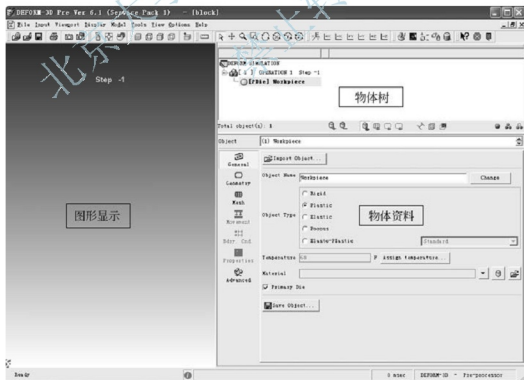 DEFORM-3D Pre Ver 6.1 (Service Pack 1) - (block)
File Input Viewport Display Model Tools View Options Help
Step -1
DEFORM SIMULATION
OPERATION 1 Step -1
Workpiece
物体树
Total object(s): 1
Object
(1) Workpiece
General
Import Object...
Geometry
Object Name
Workpiece
Change
Mesh
Rigid
Plastic
Movement
Object Type
Elastic
物体资料
图形显示
Porous
Bdry. Cnd.
Elasto-Plastic
Standard
Properties
Temperature
68
F
Assign temperature...
Advanced
Material
Primary Die
Save Object...
Ready
DEFORM-3D - Pre-processor